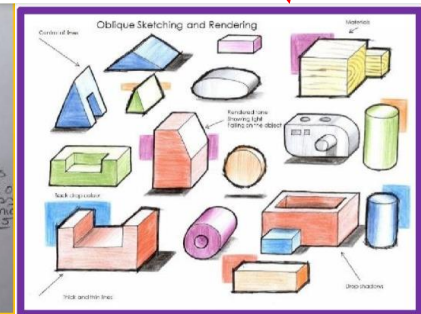 Oblique Sketching and Rendering
Materials
Control of lines
Rendered tone
Showing light
Falling on the object
Back drop colour
Thick and thin lines
Drop shadows